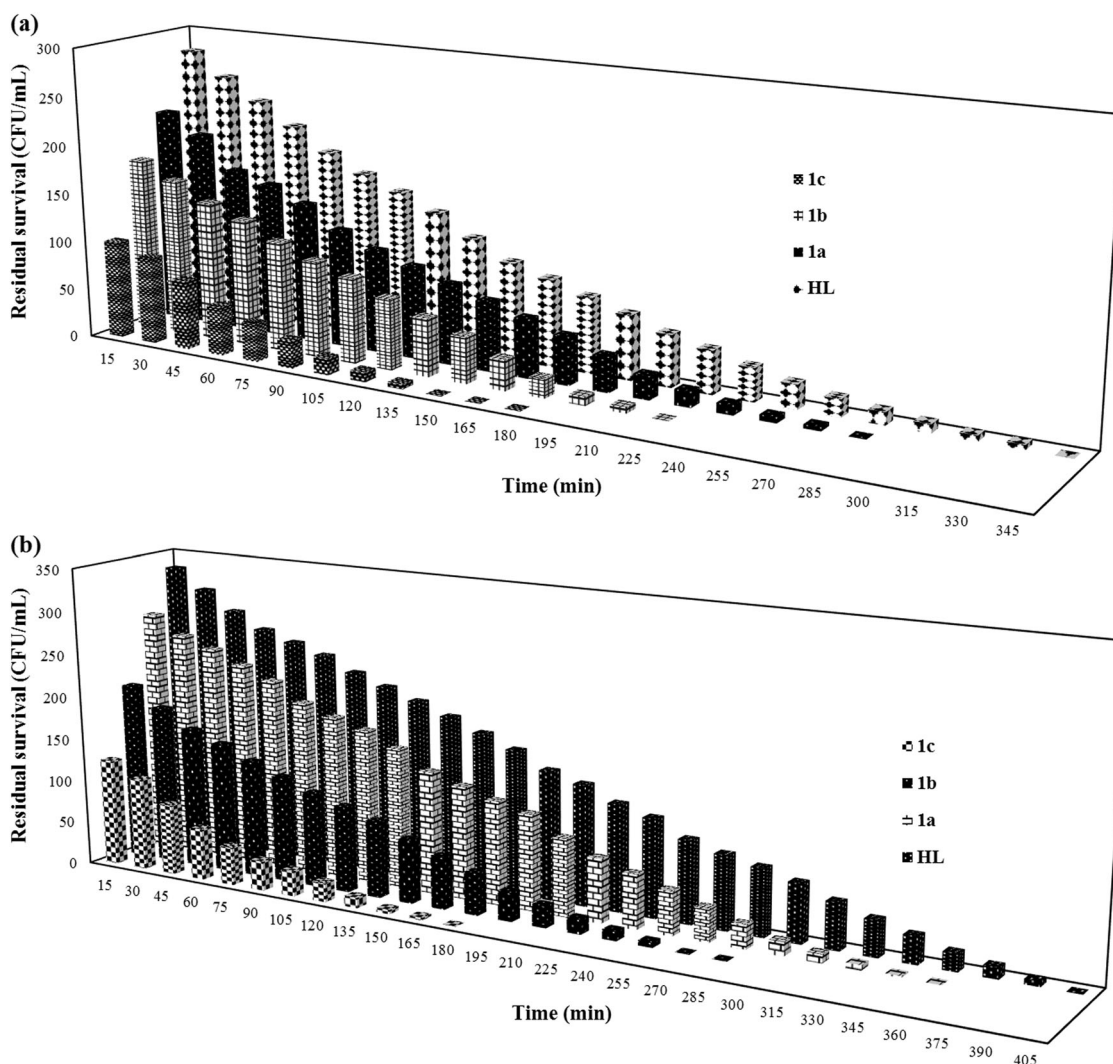 (a)
Residual survival (CFU/mL)
300
250
200
150
100
50
0
15 30 45 60 75 90 105 120 135 150 165 180 195 210 225 240 255 270 285 300 315 330 345
Time (min)
1c
1b
1a
HL
(b)
Residual survival (CFU/mL)
350
300
250
200
150
100
50
0
15 30 45 60 75 90 105 120 135 150 165 180 195 210 225 240 255 270 285 300 315 330 345 360 375 390 405
Time (min)
1c
1b
1a
HL